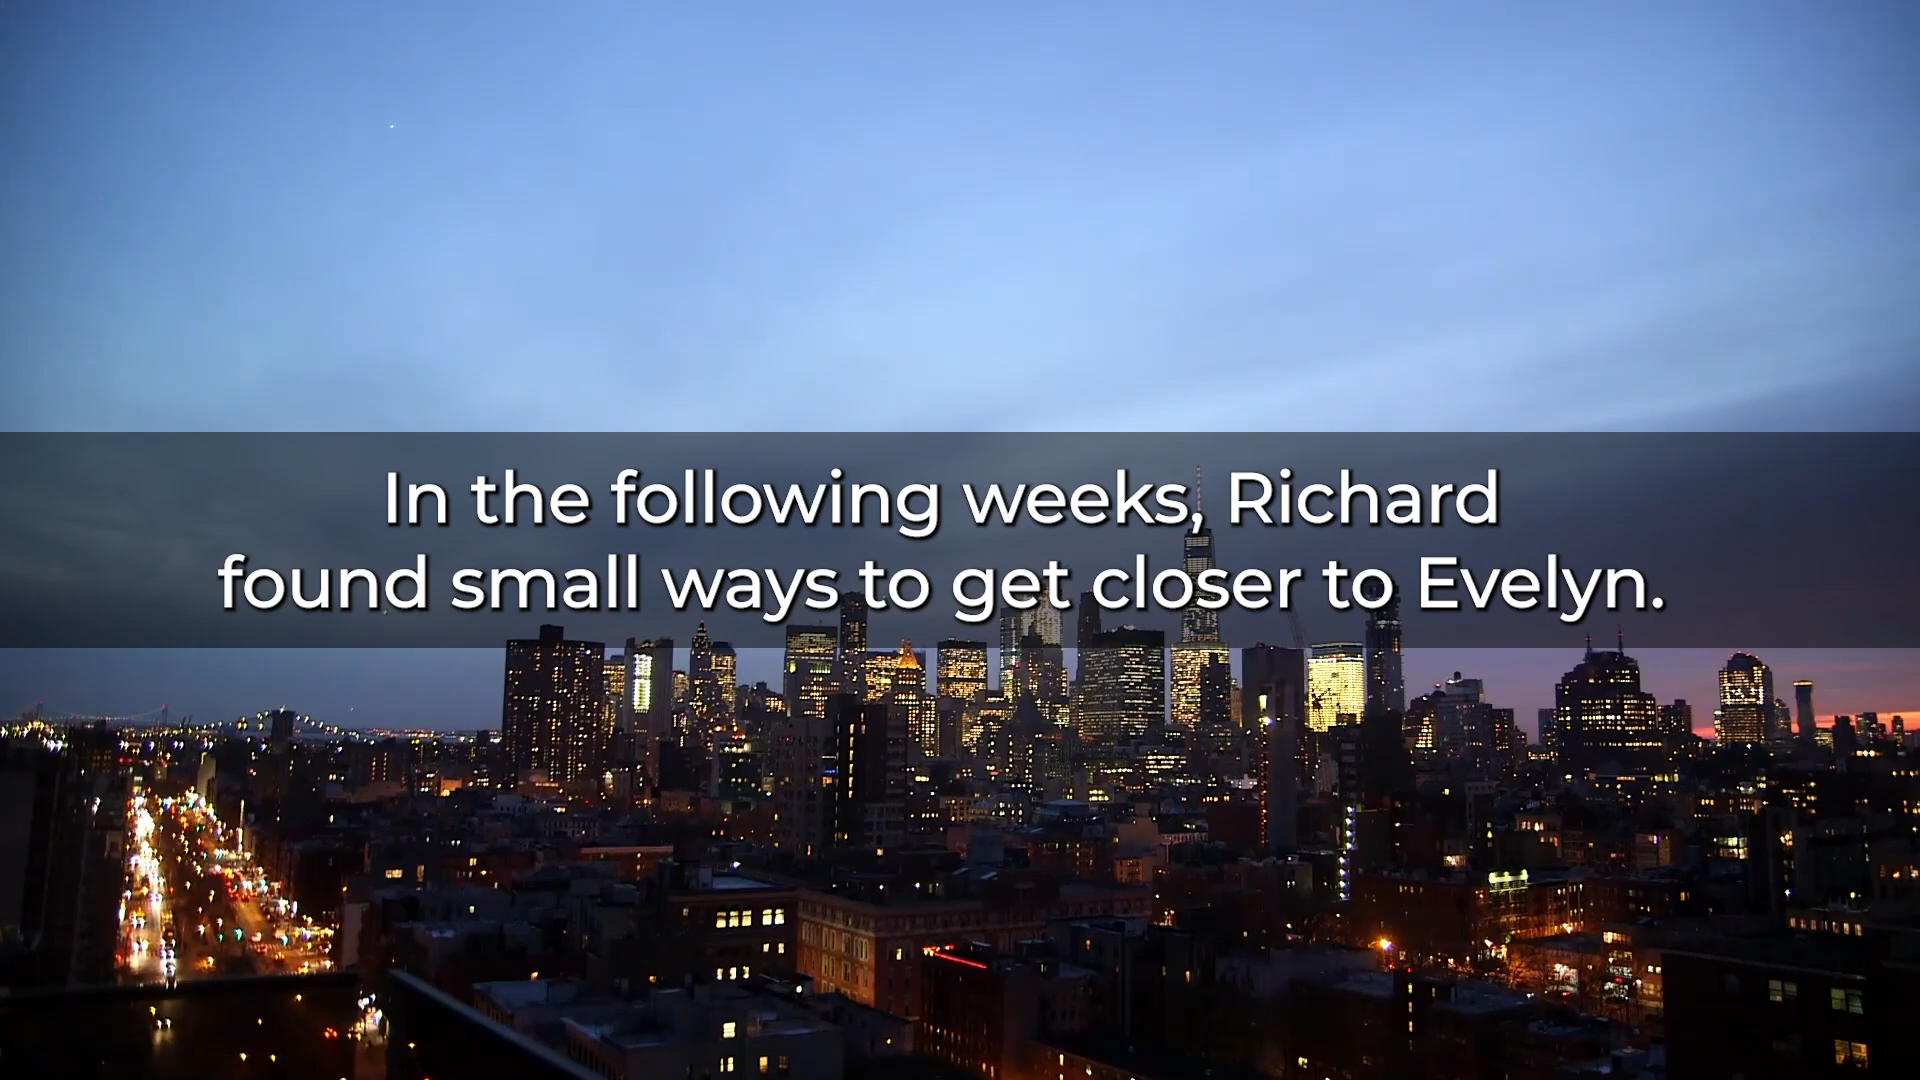 In the following weeks, Richard
found small ways to get closer to Evelyn.